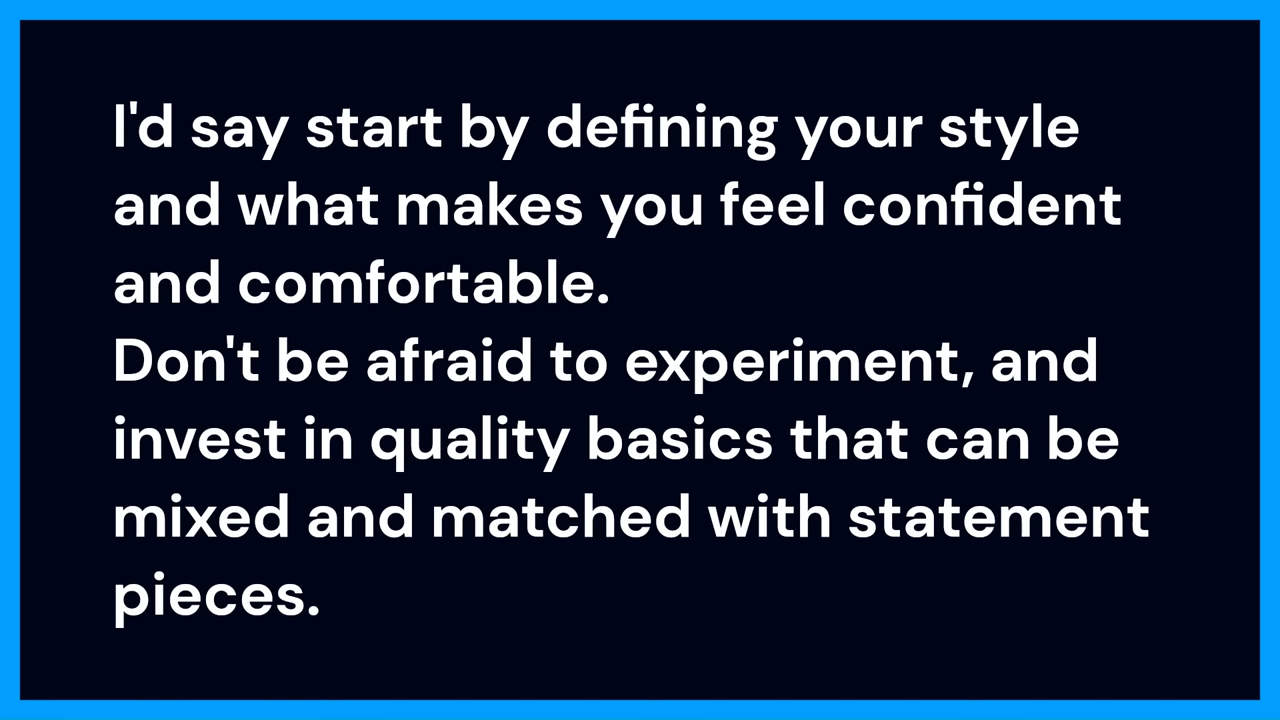 I'd say start by defining your style
and what makes you feel confident
and comfortable.
Don't be afraid to experiment, and
invest in quality basics that can be
mixed and matched with statement
pieces.